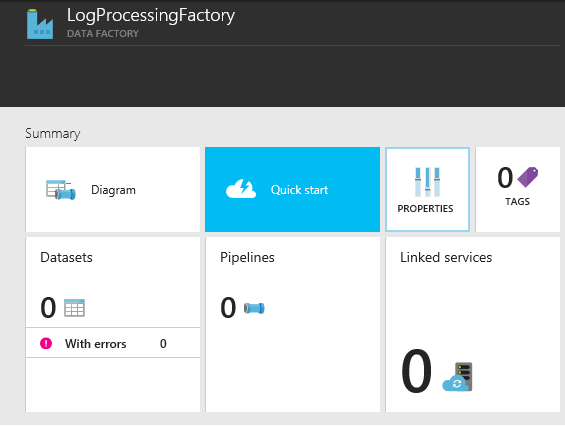 LogProcessingFactory
DATA FACTORY
Summary
Diagram
Quick start
PROPERTIES
0
TAGS
Datasets
0
With errors 0
Pipelines
0
Linked services
0